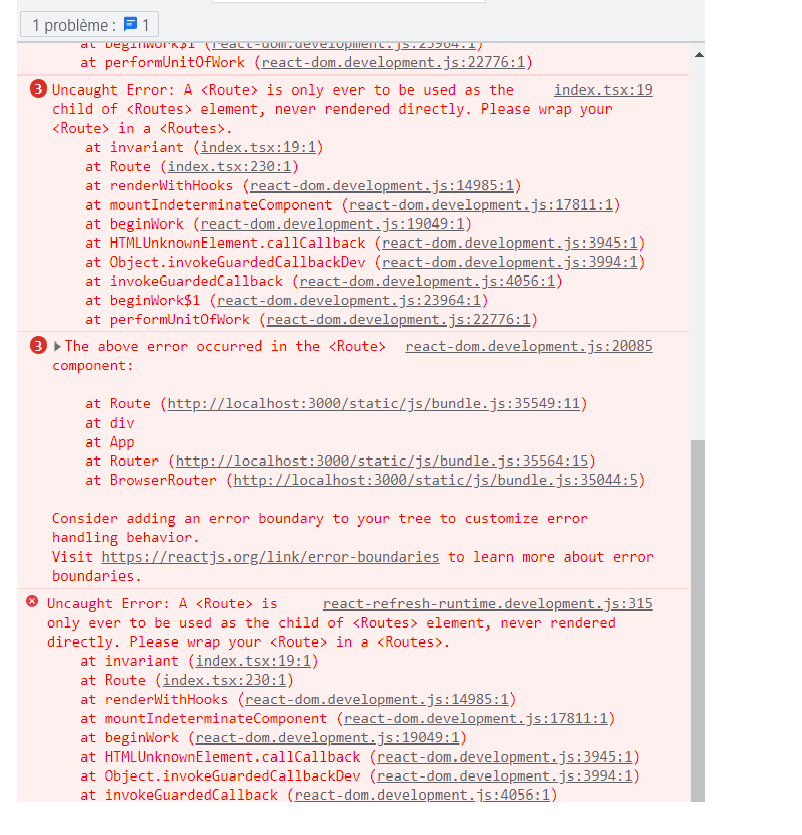 1 problème : 1
at beginWork$1 (react-dom.development.js:23964:1)
at performUnitOfWork (react-dom.development.js:22776:1)
3 Uncaught Error: A <Route> is only ever to be used as the index.tsx:19
child of <Routes> element, never rendered directly. Please wrap your
<Route> in a <Routes>.
at invariant (index.tsx:19:1)
at Route (index.tsx:230:1)
at renderWithHooks (react-dom.development.js:14985:1)
at mountIndeterminateComponent (react-dom.development.js:17811:1)
at beginWork (react-dom.development.js:19049:1)
at HTMLUnknownElement.callCallback (react-dom.development.js:3945:1)
at Object.invokeGuardedCallbackDev (react-dom.development.js:3994:1)
at invokeGuardedCallback (react-dom.development.js:4056:1)
at beginWork$1 (react-dom.development.js:23964:1)
at performUnitOfWork (react-dom.development.js:22776:1)
3 ▶The above error occurred in the <Route> react-dom.development.js:20085
component:
at Route (http://localhost:3000/static/js/bundle.js:35549:11)
at div
at App
at Router (http://localhost:3000/static/js/bundle.js:35564:15)
at BrowserRouter (http://localhost:3000/static/js/bundle.js:35044:5)
Consider adding an error boundary to your tree to customize error
handling behavior.
Visit https://reactjs.org/link/error-boundaries to learn more about error
boundaries.
Uncaught Error: A <Route> is react-refresh-runtime.development.js:315
only ever to be used as the child of <Routes> element, never rendered
directly. Please wrap your <Route> in a <Routes>.
at invariant (index.tsx:19:1)
at Route (index.tsx:230:1)
at renderWithHooks (react-dom.development.js:14985:1)
at mountIndeterminateComponent (react-dom.development.js:17811:1)
at beginWork (react-dom.development.js:19049:1)
at HTMLUnknownElement.callCallback (react-dom.development.js:3945:1)
at Object.invokeGuardedCallbackDev (react-dom.development.js:3994:1)
at invokeGuardedCallback (react-dom.development.js:4056:1)